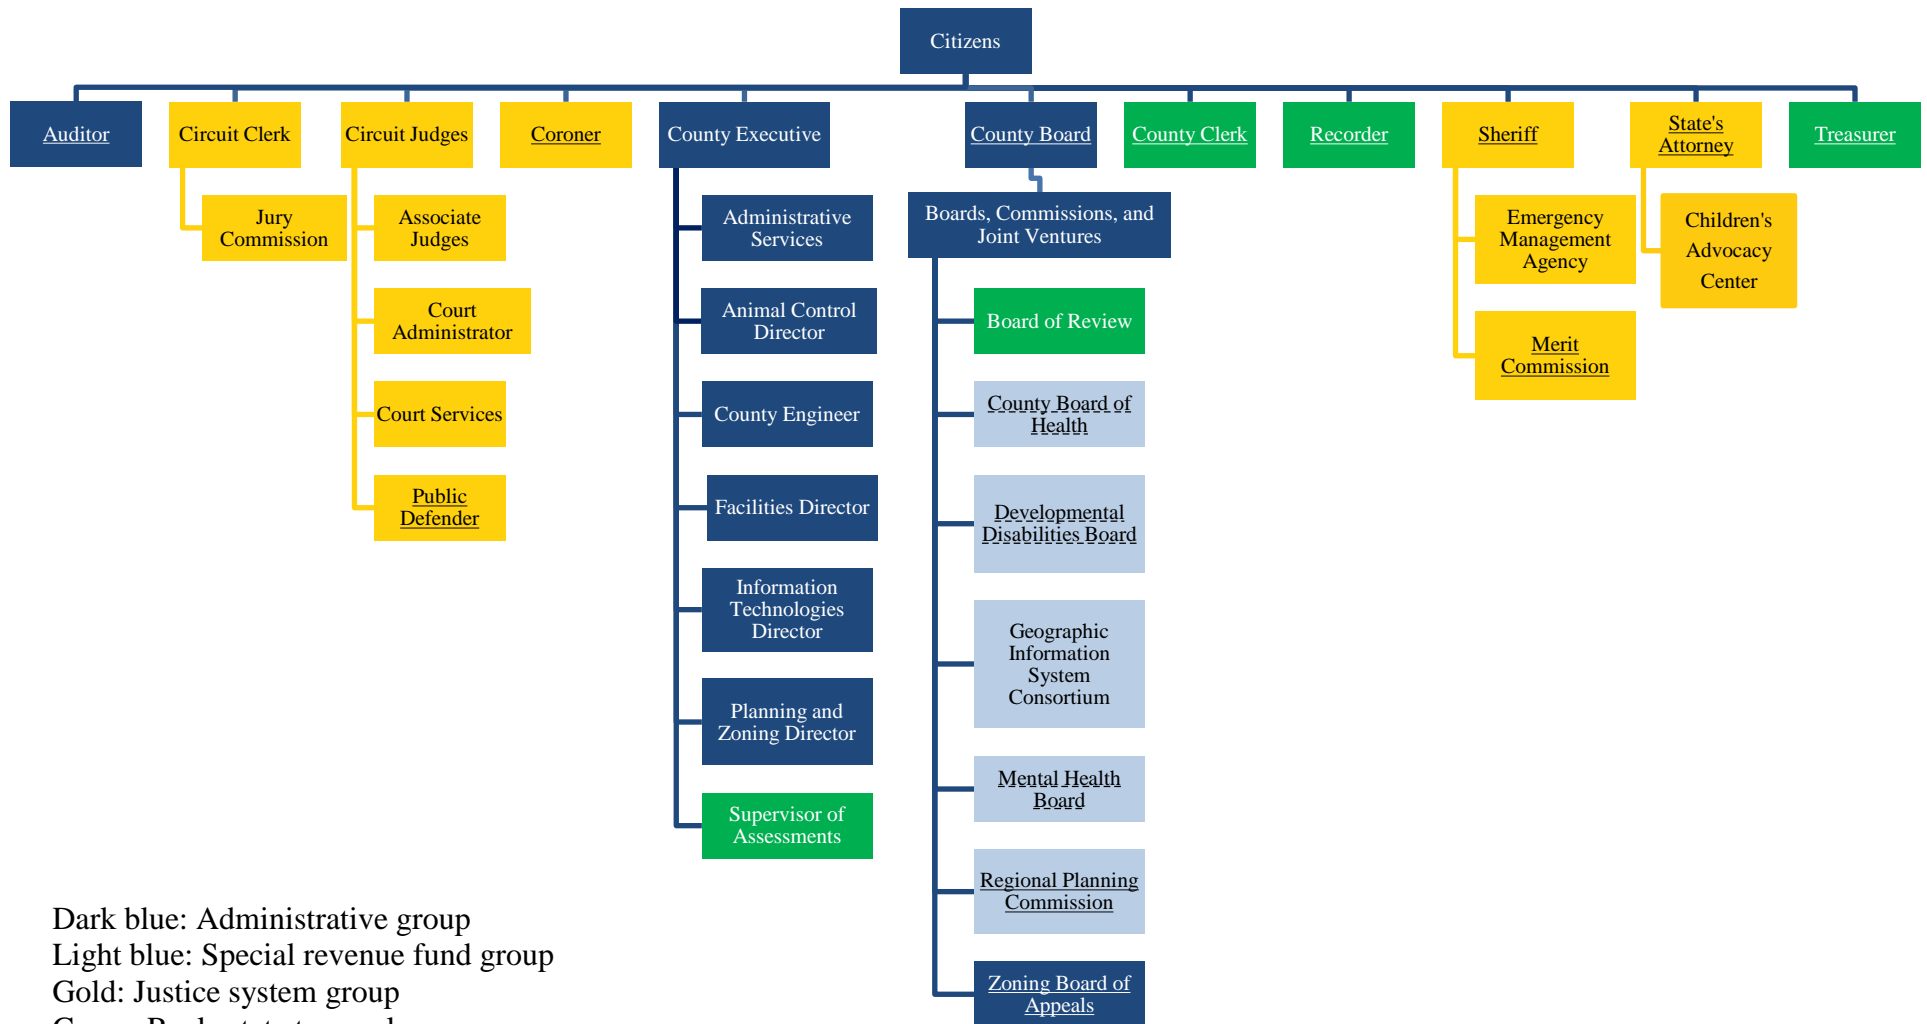 Citizens
Auditor
Circuit Clerk
Circuit Judges
Coroner
County Executive
County Board
County Clerk
Recorder
Sheriff
State's
Attorney
Treasurer
Jury
Commission
Associate
Judges
Court
Administrator
Court Services
Public
Defender
Administrative
Services
Animal Control
Director
County Engineer
Facilities Director
Information
Technologies
Director
Planning and
Zoning Director
Supervisor of
Assessments
Boards, Commissions, and
Joint Ventures
Board of Review
County Board of
Health
Developmental
Disabilities Board
Geographic
Information
System
Consortium
Mental Health
Board
Regional Planning
Commission
Zoning Board of
Appeals
Emergency
Management
Agency
Merit
Commission
Children's
Advocacy
Center
Dark blue: Administrative group
Light blue: Special revenue fund group
Gold: Justice system group